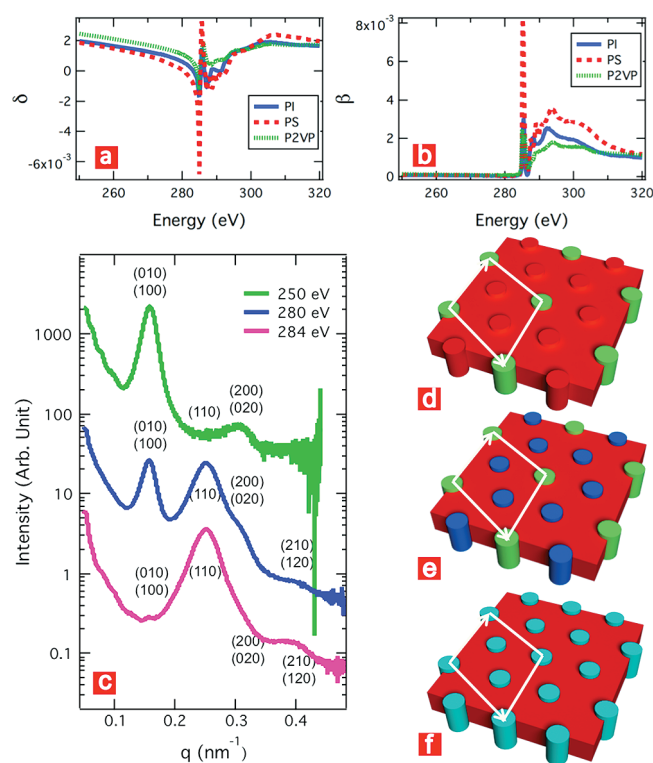 2
0
-2
-4
-6x10⁻³
δ
PI
PS
P2VP
a
260
280
300
320
Energy (eV)
8x10⁻³
6
4
2
0
β
PI
PS
P2VP
b
260
280
300
320
Energy (eV)
(010)
(100)
250 eV
280 eV
284 eV
1000
100
10
1
0.1
Intensity (Arb. Unit)
(110)
(200)
(020)
(010)
(100)
(110)
(200)
(020)
(210)
(120)
(010)
(100)
(110)
(200)
(020)
(210)
(120)
c
0.1
0.2
0.3
0.4
q (nm⁻¹)
d
e
f